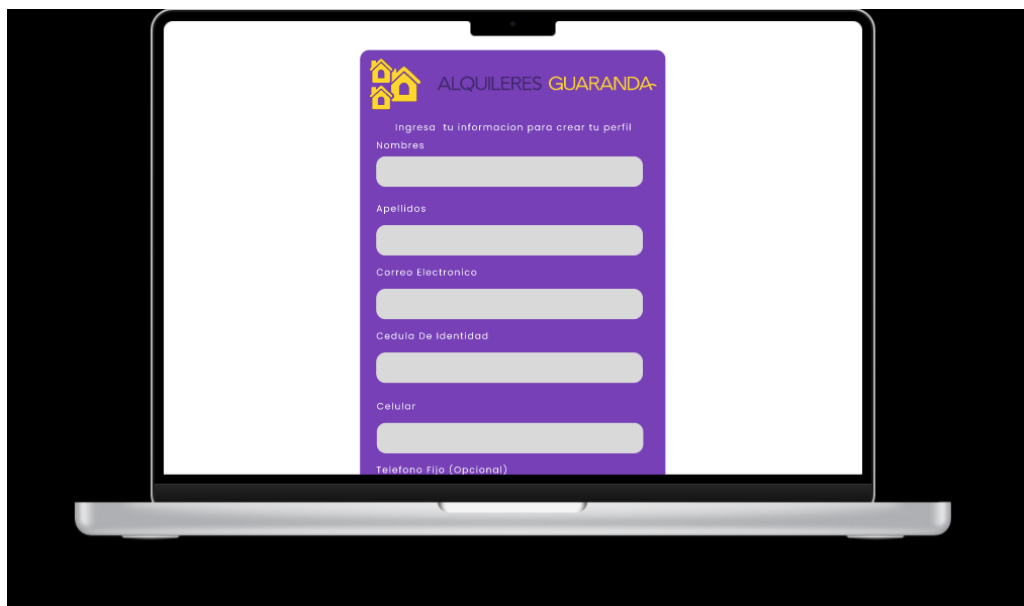 ALQUILERES GUARANDA
Ingresa tu informacion para crear tu perfil
Nombres
Apellidos
Correo Electronico
Cedula De Identidad
Celular
Telefono Fijo (Opcional)